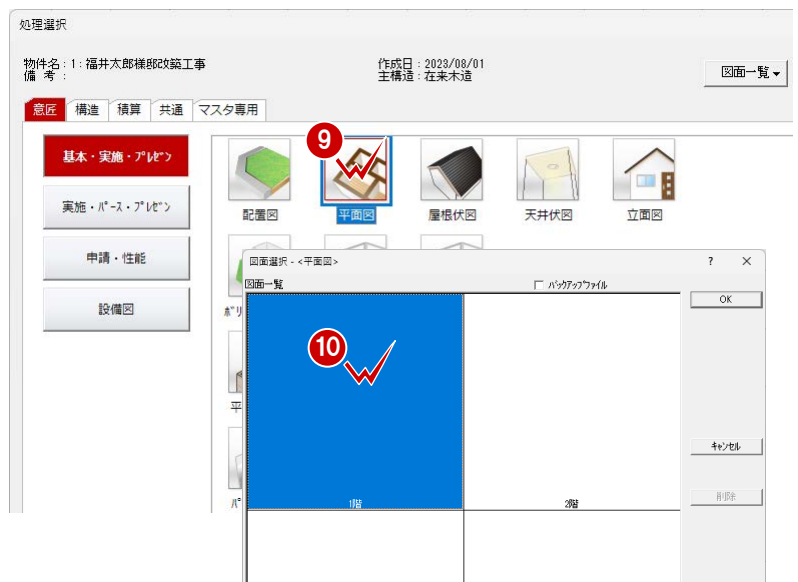 処理選択
物件名:1:福井太郎様邸改築工事
作成日:2023/08/01
備 考:
主構造:在来木造
図面一覧
意匠 構造 積算 共通 マスタ専用
基本・実施・プレゼン
実施・パース・プレゼン
申請・性能
設備図
9
配置図 平面図 屋根伏図 天井伏図 立面図
図面選択 - <平面図>
図面一覧
バックアップファイル
OK
10
キャンセル
削除
1階 2階